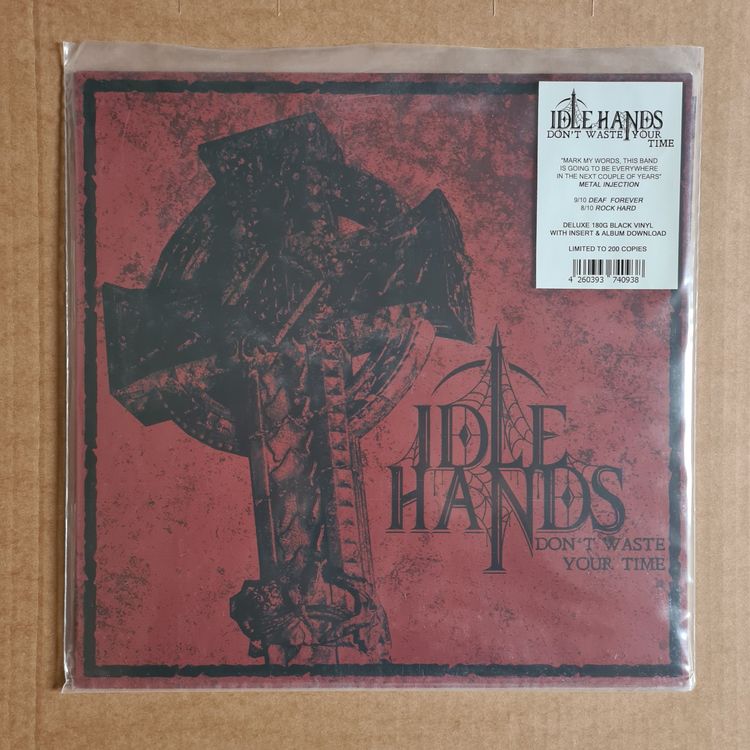 IDLE HANDS
DON'T WASTE YOUR
TIME
"MARK MY WORDS, THIS BAND
IS GOING TO BE EVERYWHERE
IN THE NEXT COUPLE OF YEARS"
METAL INJECTION
9/10 DEAF FOREVER
8/10 ROCK HARD
DELUXE 180G BLACK VINYL
WITH INSERT & ALBUM DOWNLOAD
LIMITED TO 200 COPIES
4 260393 740938
IDLE
HANDS
DON'T WASTE
YOUR TIME